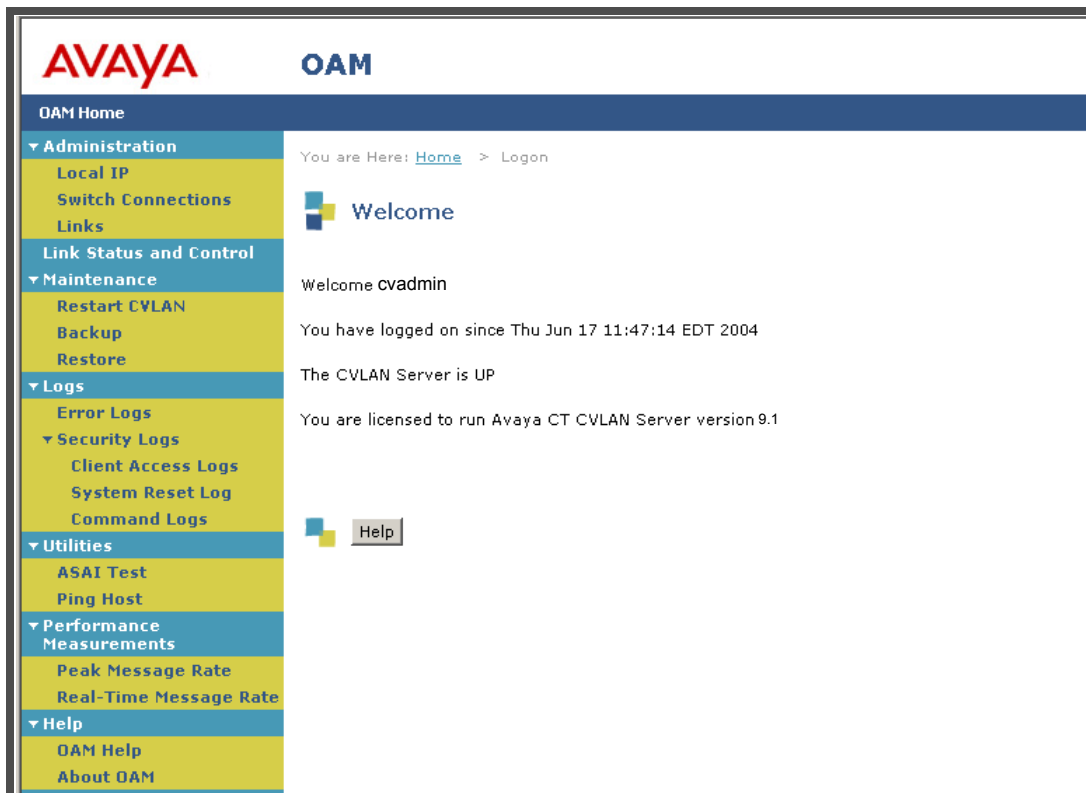 AVAYA
OAM
OAM Home
Administration
Local IP
Switch Connections
Links
Link Status and Control
Maintenance
Restart CVLAN
Backup
Restore
Logs
Error Logs
Security Logs
Client Access Logs
System Reset Log
Command Logs
Utilities
ASAI Test
Ping Host
Performance
Measurements
Peak Message Rate
Real-Time Message Rate
Help
OAM Help
About OAM
You are Here: Home > Logon
Welcome
Welcome cvadmin
You have logged on since Thu Jun 17 11:47:14 EDT 2004
The CVLAN Server is UP
You are licensed to run Avaya CT CVLAN Server version 9.1
Help